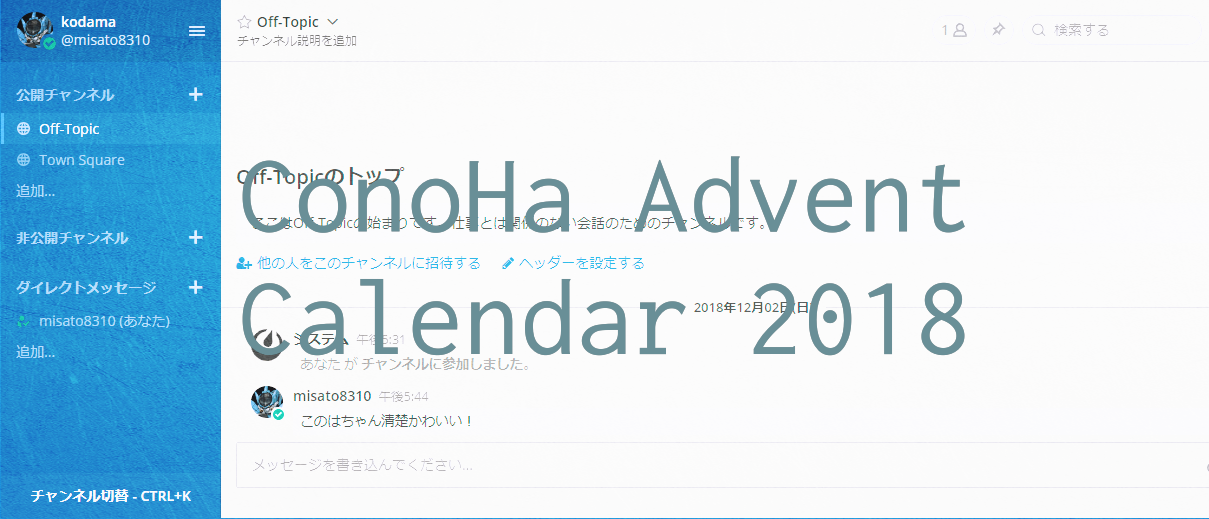 kodama
@misato8310
公開チャンネル
Off-Topic
Town Square
追加...
非公開チャンネル
ダイレクトメッセージ
misato8310 (あなた)
追加...
チャンネル切替 - CTRL+K
Off-Topic
チャンネル説明を追加
1
検索する
Off-Topicのトップ
ConoHa Advent
Calendar 2018
ここはOff-Topicの始まりです。仕事とは関係のない会話のためのチャンネルです。
他の人をこのチャンネルに招待する
ヘッダーを設定する
2018年12月02日(日)
システム 午後5:31
あなた が チャンネルに参加しました。
misato8310 午後5:44
このはちゃん清楚かわいい！
メッセージを書き込んでください...